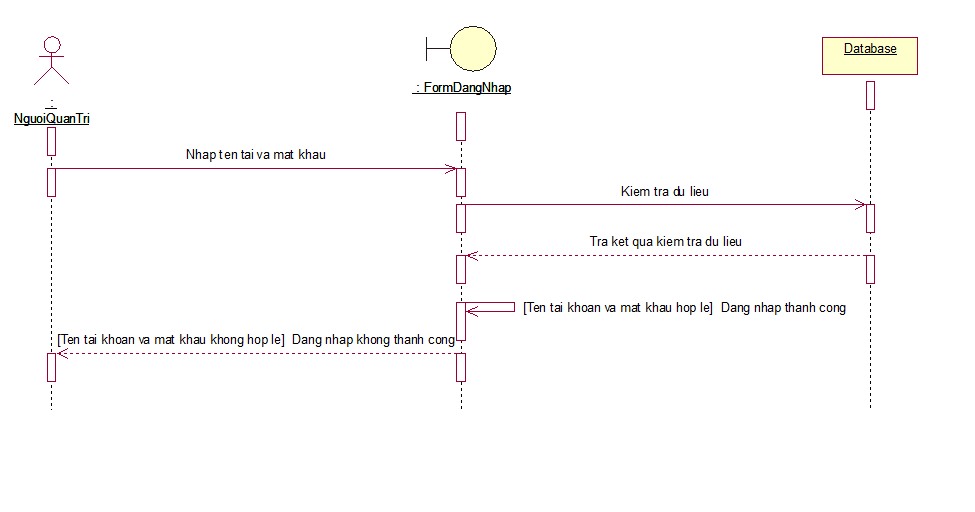 : FormDangNhap
Database
:
NguoiQuanTri
Nhap ten tai va mat khau
Kiem tra du lieu
Tra ket qua kiem tra du lieu
[Ten tai khoan va mat khau hop le] Dang nhap thanh cong
[Ten tai khoan va mat khau khong hop le] Dang nhap khong thanh cong